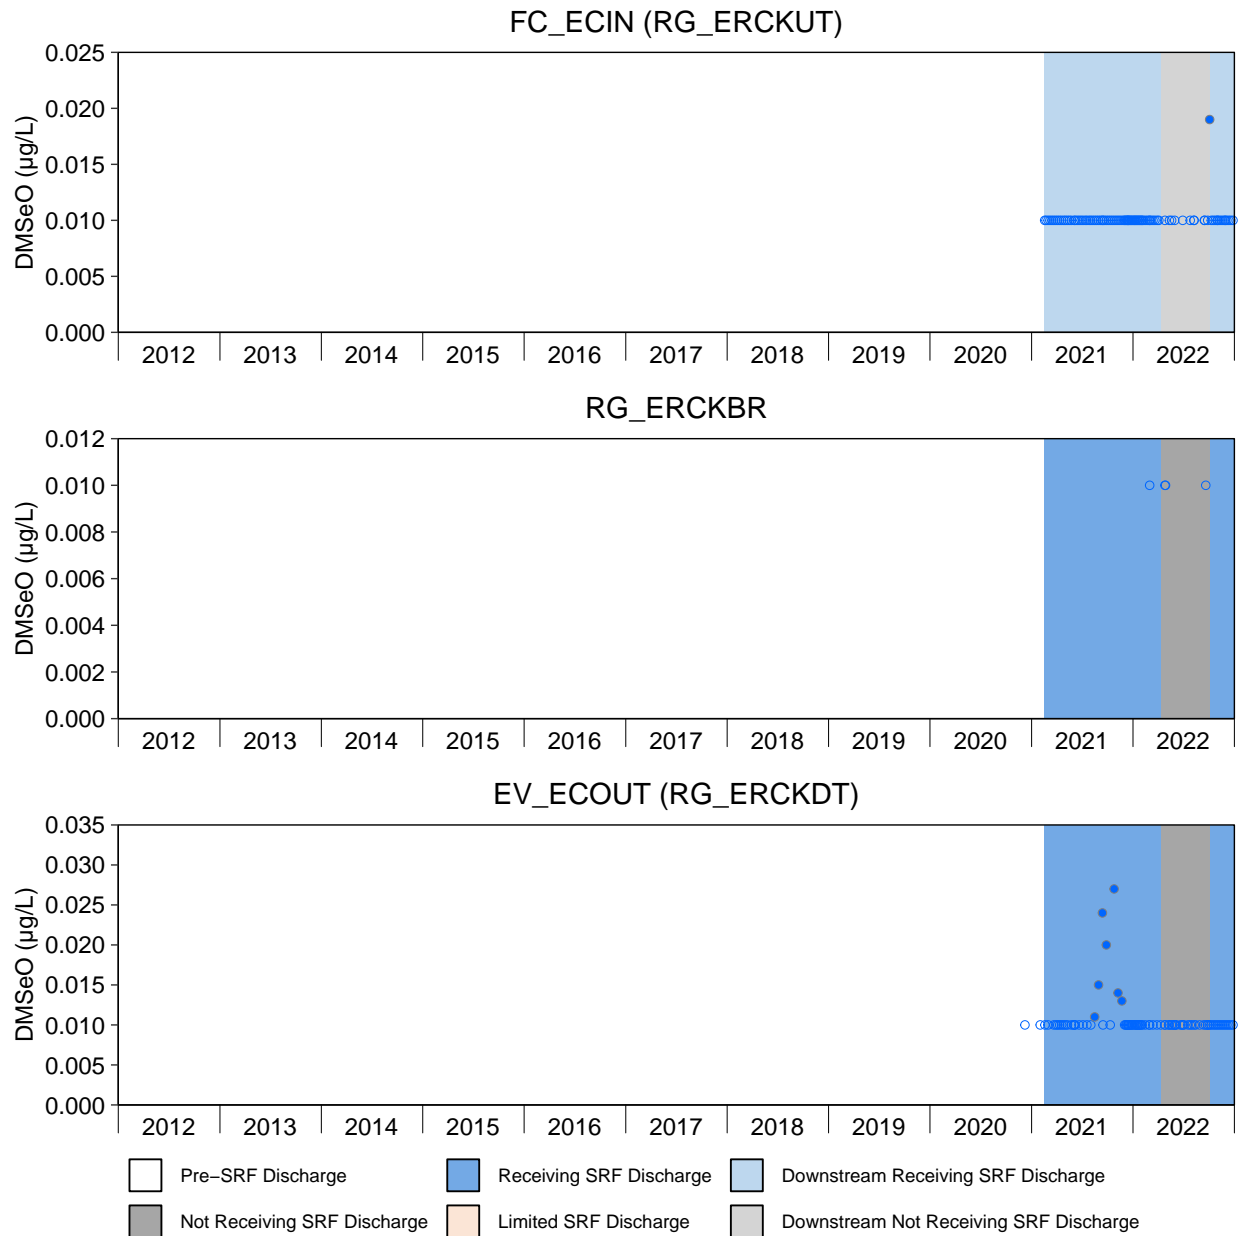 FC_ECIN (RG_ERCKUT)
DMSeO (µg/L)
0.025
0.020
0.015
0.010
0.005
0.000
2012 2013 2014 2015 2016 2017 2018 2019 2020 2021 2022
RG_ERCKBR
DMSeO (µg/L)
0.012
0.010
0.008
0.006
0.004
0.002
0.000
2012 2013 2014 2015 2016 2017 2018 2019 2020 2021 2022
EV_ECOUT (RG_ERCKDT)
DMSeO (µg/L)
0.035
0.030
0.025
0.020
0.015
0.010
0.005
0.000
2012 2013 2014 2015 2016 2017 2018 2019 2020 2021 2022
Pre−SRF Discharge Receiving SRF Discharge Downstream Receiving SRF Discharge
Not Receiving SRF Discharge Limited SRF Discharge Downstream Not Receiving SRF Discharge